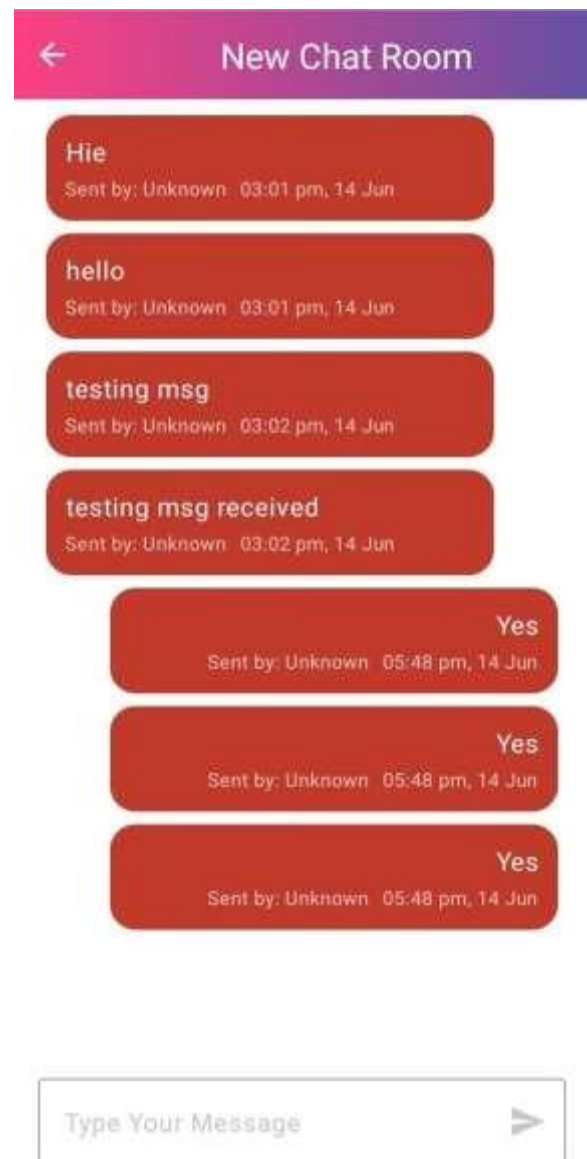 New Chat Room
Hie
Sent by: Unknown 03:01 pm, 14 Jun
hello
Sent by: Unknown 03:01 pm, 14 Jun
testing msg
Sent by: Unknown 03:02 pm, 14 Jun
testing msg received
Sent by: Unknown 03:02 pm, 14 Jun
Yes
Sent by: Unknown 05:48 pm, 14 Jun
Yes
Sent by: Unknown 05:48 pm, 14 Jun
Yes
Sent by: Unknown 05:48 pm, 14 Jun
Type Your Message